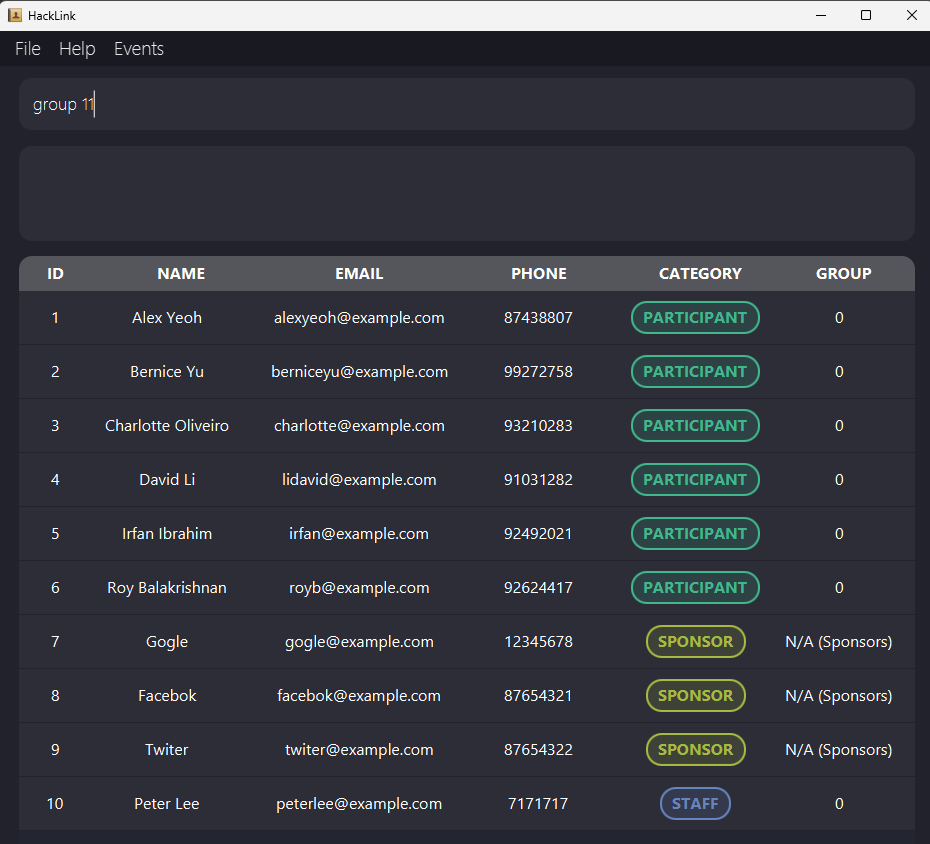 HackLink
File Help Events
group 11
ID NAME EMAIL PHONE CATEGORY GROUP
1 Alex Yeoh alexyeoh@example.com 87438807 PARTICIPANT 0
2 Bernice Yu berniceyu@example.com 99272758 PARTICIPANT 0
3 Charlotte Oliveiro charlotte@example.com 93210283 PARTICIPANT 0
4 David Li lidavid@example.com 91031282 PARTICIPANT 0
5 Irfan Ibrahim irfan@example.com 92492021 PARTICIPANT 0
6 Roy Balakrishnan royb@example.com 92624417 PARTICIPANT 0
7 Gogle gogle@example.com 12345678 SPONSOR N/A (Sponsors)
8 Facebok facebok@example.com 87654321 SPONSOR N/A (Sponsors)
9 Twiter twiter@example.com 87654322 SPONSOR N/A (Sponsors)
10 Peter Lee peterlee@example.com 7171717 STAFF 0